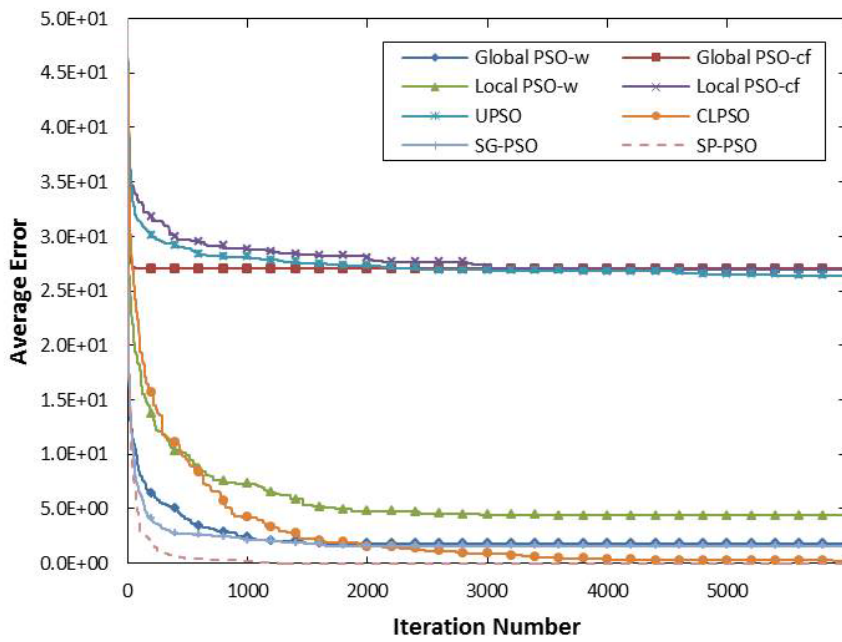 5.0E+01
4.5E+01
4.0E+01
3.5E+01
3.0E+01
2.5E+01
2.0E+01
1.5E+01
1.0E+01
5.0E+00
0.0E+00
Average Error
Global PSO-w Global PSO-cf
Local PSO-w Local PSO-cf
UPSO CLPSO
SG-PSO SP-PSO
0 1000 2000 3000 4000 5000
Iteration Number